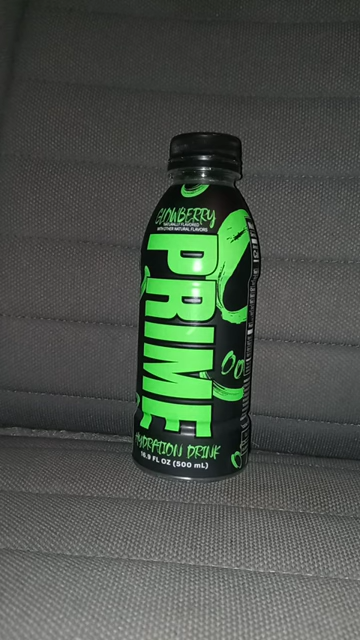 GLOWBERRY
NATURALLY FLAVORED
WITH OTHER NATURAL FLAVORS
PRIME
HYDRATION DRINK
16.9 FL OZ (500 mL)